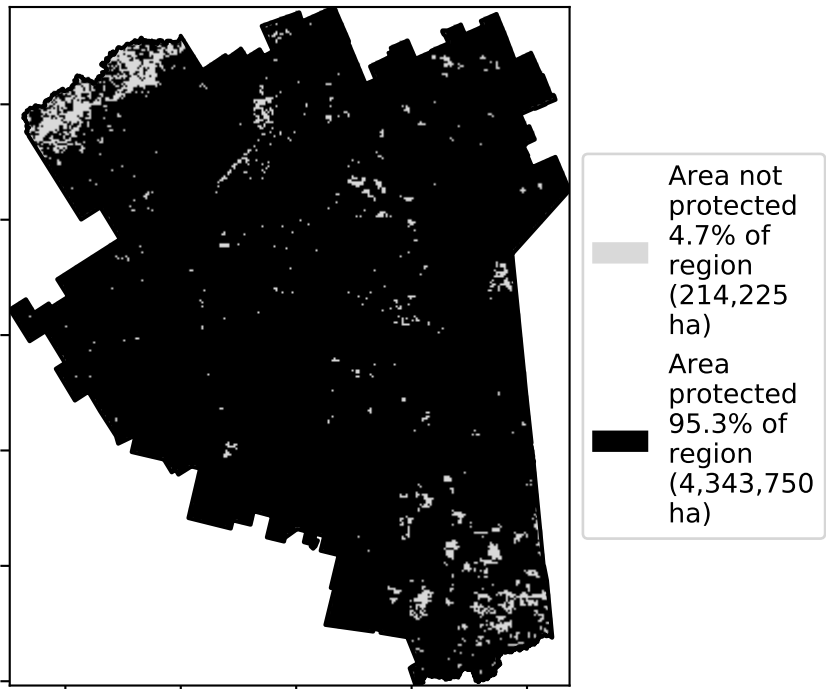 Area not
protected
4.7% of
region
(214,225
ha)
Area
protected
95.3% of
region
(4,343,750
ha)